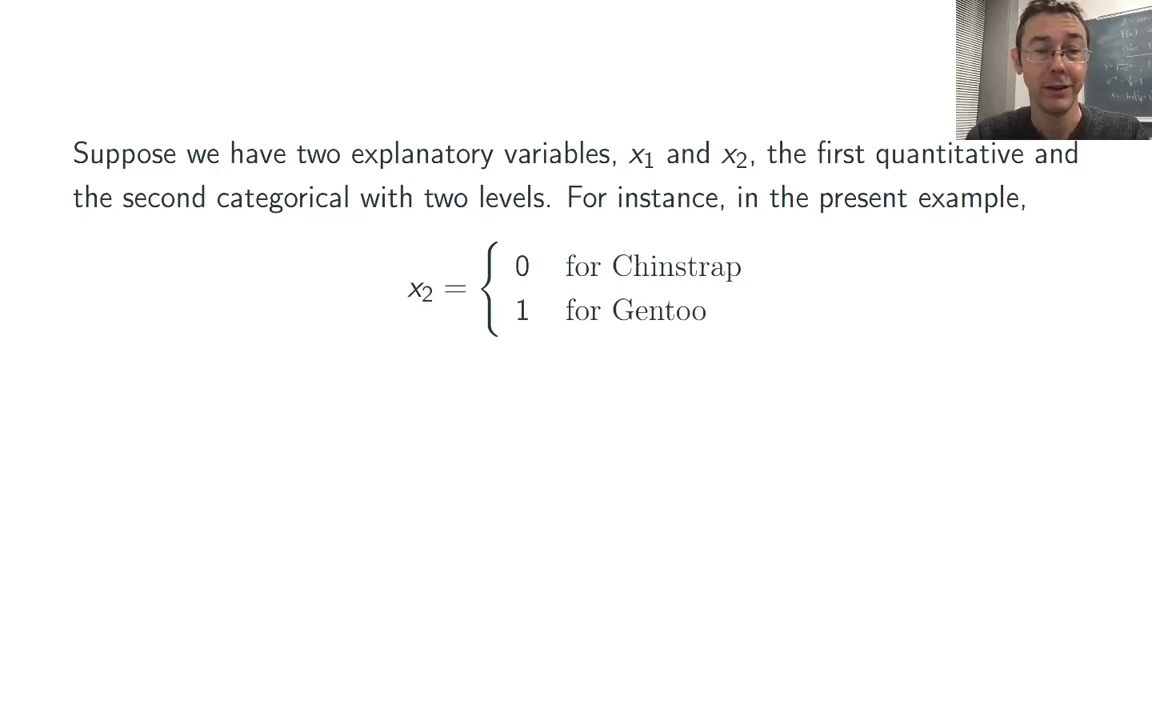 Suppose we have two explanatory variables, x₁ and x₂, the first quantitative and
the second categorical with two levels. For instance, in the present example,
x₂ = { 0 for Chinstrap
1 for Gentoo